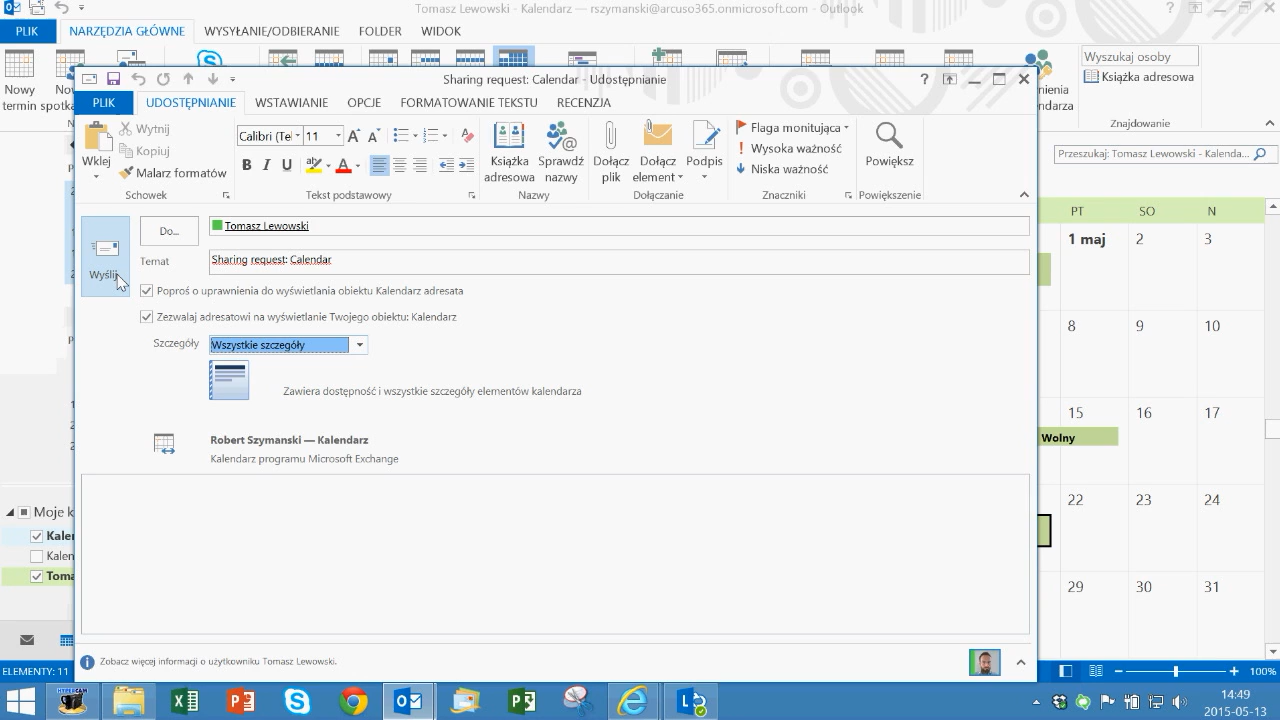 Tomasz Lewowski - Kalendarz — rszymanski@arcuso365.onmicrosoft.com - Outlook
PLIK NARZĘDZIA GŁÓWNE WYSYŁANIE/ODBIERANIE FOLDER WIDOK
Nowy termin
Wyszukaj osoby
Książka adresowa
Znajdowanie
Sharing request: Calendar - Udostępnianie
PLIK UDOSTĘPNIANIE WSTAWIANIE OPCJE FORMATOWANIE TEKSTU RECENZJA
Wklej
Wytnij
Kopiuj
Malarz formatów
Schowek
Calibri (Te 11
B I U
Tekst podstawowy
Książka adresowa
Sprawdź nazwy
Nazwy
Dołącz plik
Dołącz element
Podpis
Dołączanie
Flaga monitująca
Wysoka ważność
Niska ważność
Znaczniki
Powiększ
Powiększenie
Przeszukaj: Tomasz Lewowski - Kalenda...
Wyślij
Do...
Tomasz Lewowski
Temat
Sharing request: Calendar
Poproś o uprawnienia do wyświetlania obiektu Kalendarz adresata
Zezwalaj adresatowi na wyświetlanie Twojego obiektu: Kalendarz
Szczegóły
Wszystkie szczegóły
Zawiera dostępność i wszystkie szczegóły elementów kalendarza
Robert Szymanski — Kalendarz
Kalendarz programu Microsoft Exchange
Zobacz więcej informacji o użytkowniku Tomasz Lewowski.
PT SO N
1 maj 2 3
8 9 10
15 16 17
Wolny
22 23 24
29 30 31
Moje k
Kalen
Kalen
Toma
ELEMENTY: 11
100%
HYPERCAM
14:49
2015-05-13